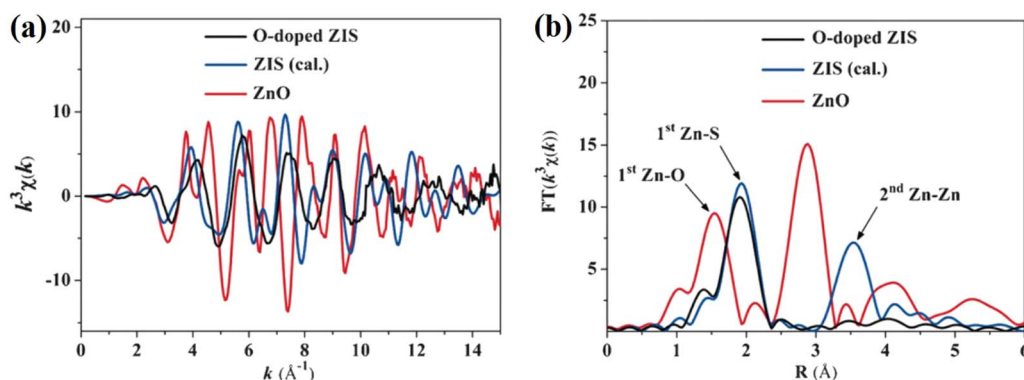 (a)
20
10
0
-10
k³χ(k)
O-doped ZIS
ZIS (cal.)
ZnO
0 2 4 6 8 10 12 14
k (Å⁻¹)
(b)
25
20
15
10
5
FT(k³χ(k))
O-doped ZIS
ZIS (cal.)
ZnO
1ˢᵗ Zn-S
1ˢᵗ Zn-O
2ⁿᵈ Zn-Zn
0 1 2 3 4 5 6
R (Å)